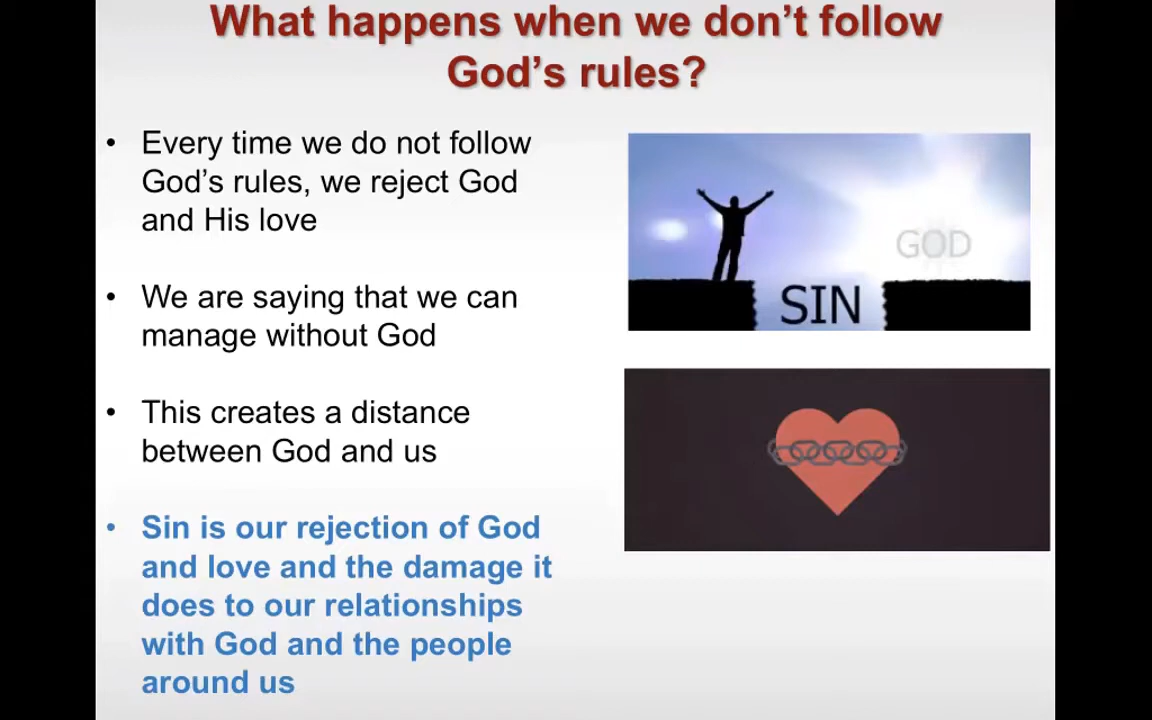 What happens when we don’t follow
God’s rules?
• Every time we do not follow
God’s rules, we reject God
and His love
• We are saying that we can
manage without God
• This creates a distance
between God and us
• Sin is our rejection of God
and love and the damage it
does to our relationships
with God and the people
around us
GOD
SIN